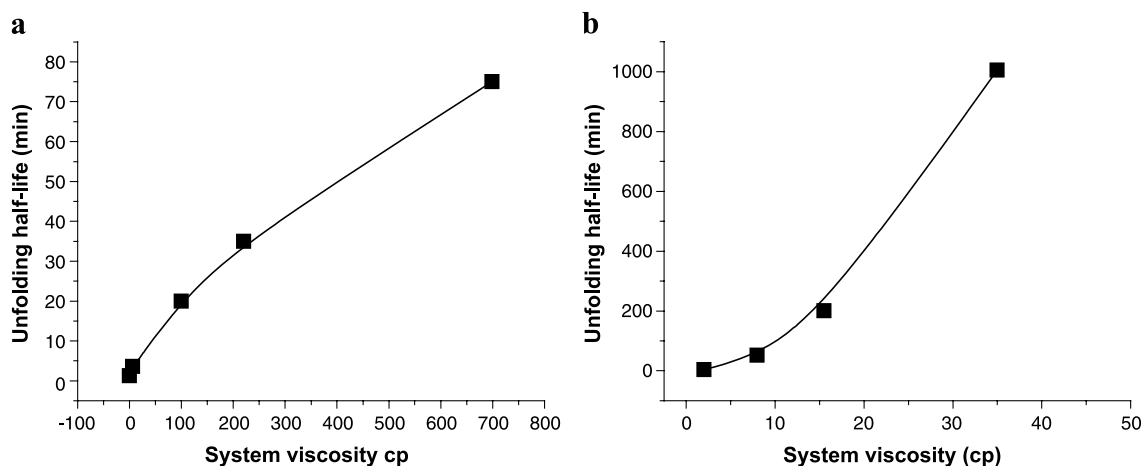 a
Unfolding half-life (min)
80
70
60
50
40
30
20
10
0
-100 0 100 200 300 400 500 600 700 800
System viscosity cp
b
Unfolding half-life (min)
1000
800
600
400
200
0
0 10 20 30 40 50
System viscosity (cp)